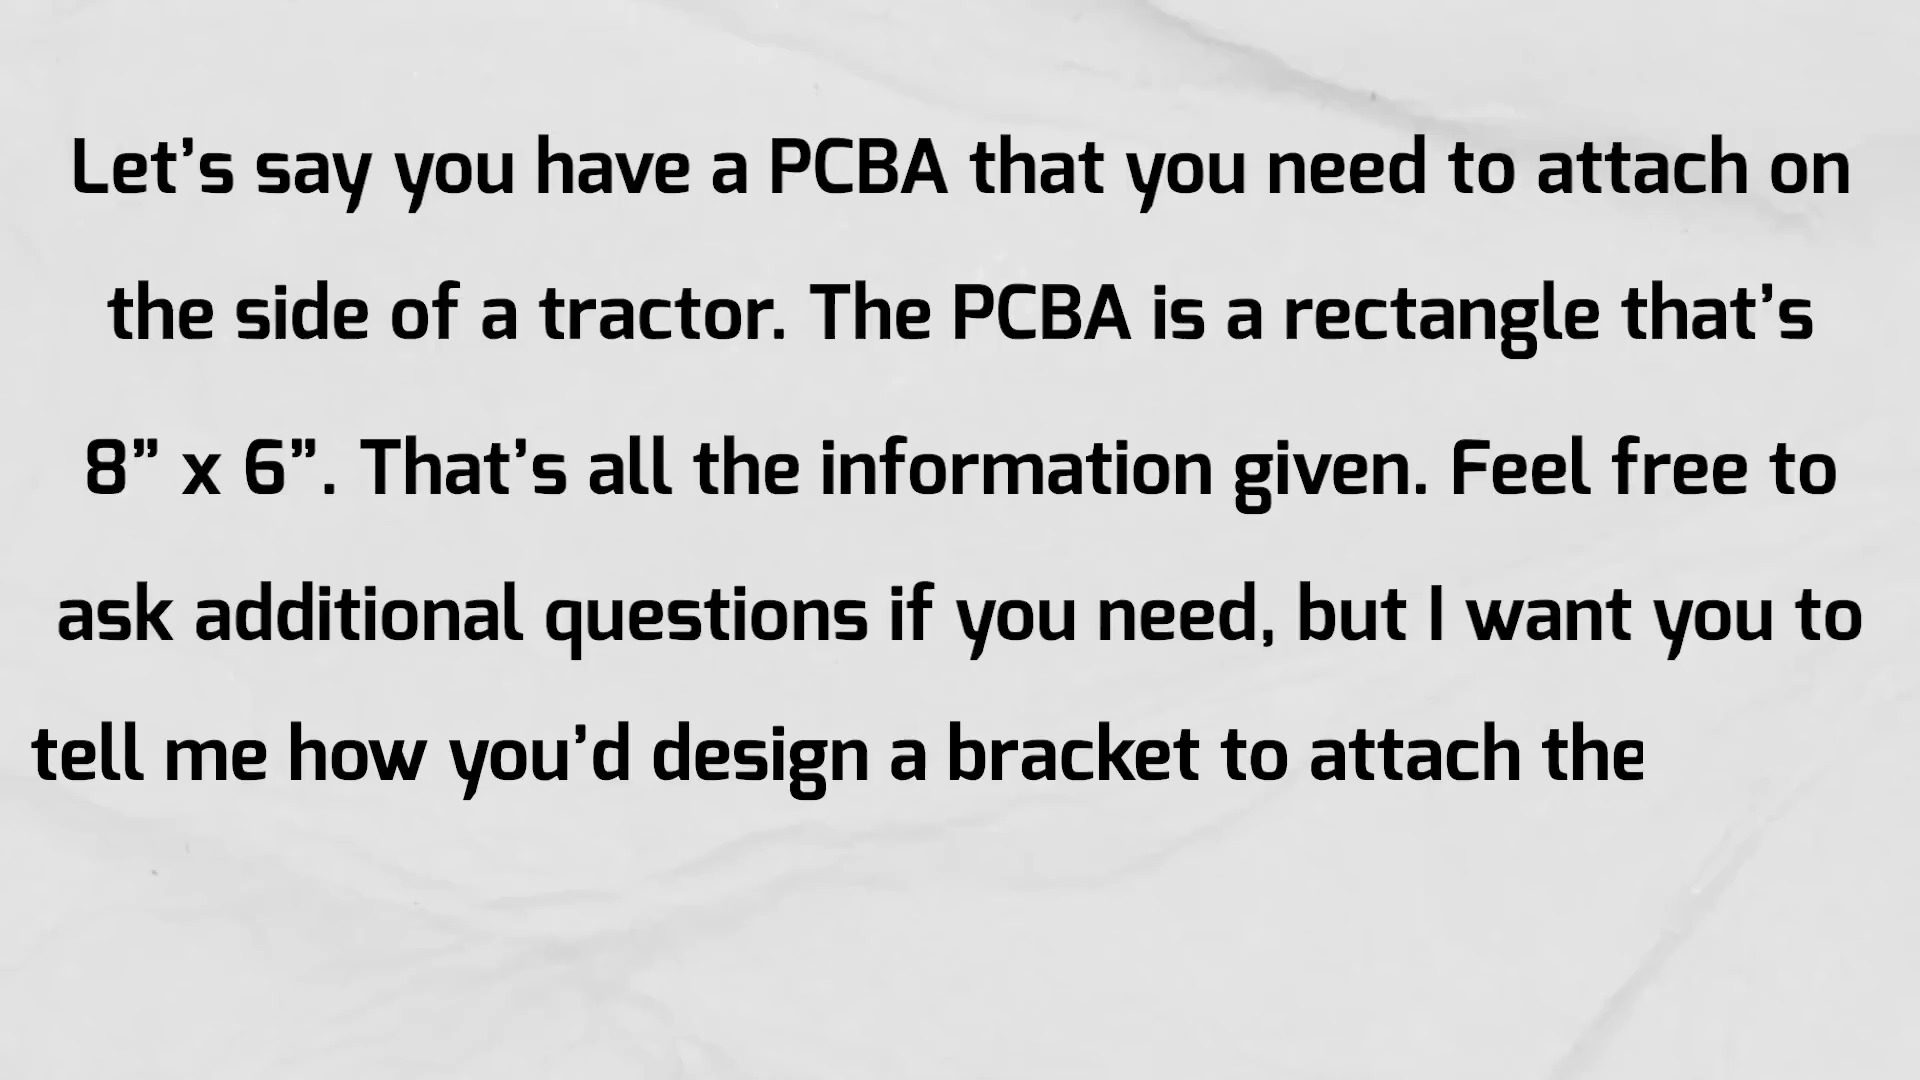 Let’s say you have a PCBA that you need to attach on
the side of a tractor. The PCBA is a rectangle that’s
8” x 6”. That’s all the information given. Feel free to
ask additional questions if you need, but I want you to
tell me how you’d design a bracket to attach the